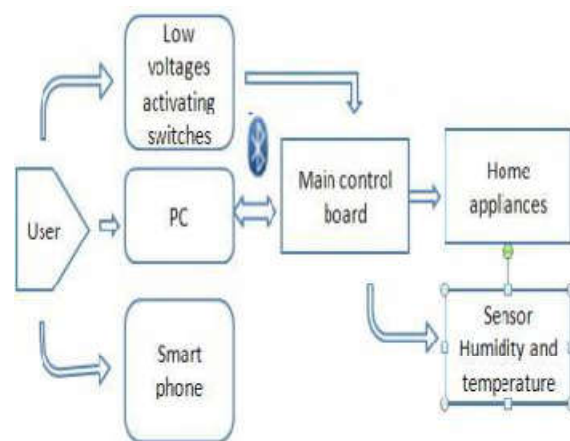 Low
voltages
activating
switches
User
PC
Main control
board
Home
appliances
Smart
phone
Sensor
Humidity and
temperature